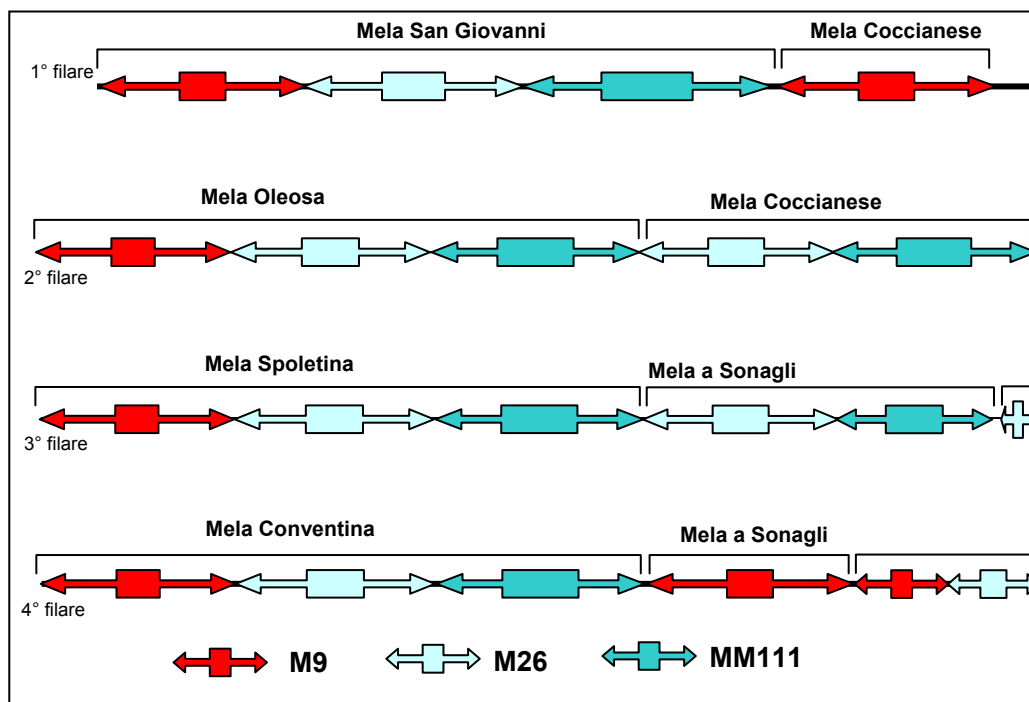 Mela San Giovanni
Mela Coccianese
1° filare
Mela Oleosa
Mela Coccianese
2° filare
Mela Spoletina
Mela a Sonagli
3° filare
Mela Conventina
Mela a Sonagli
4° filare
M9
M26
MM111